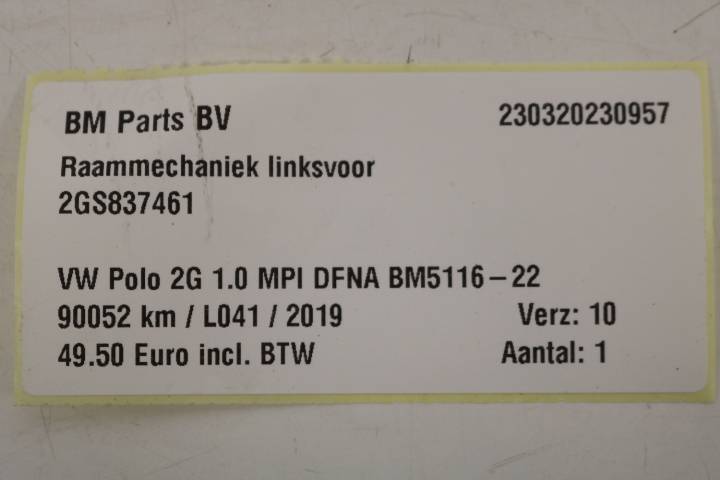 BM Parts BV 230320230957
Raammechaniek linksvoor
2GS837461
VW Polo 2G 1.0 MPI DFNA BM5116-22
90052 km / L041 / 2019 Verz: 10
49.50 Euro incl. BTW Aantal: 1